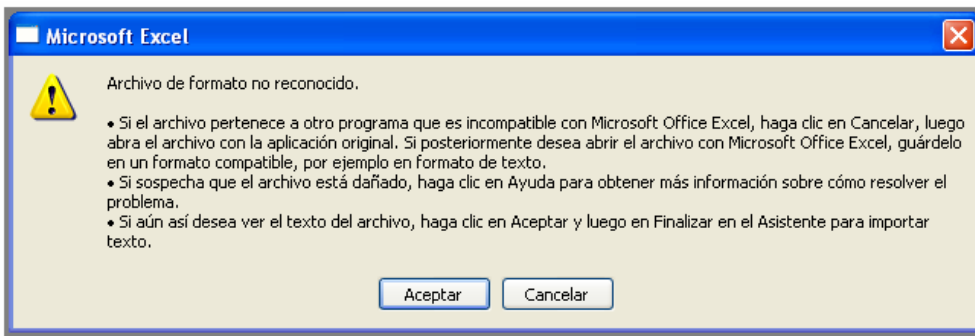 Microsoft Excel
Archivo de formato no reconocido.
• Si el archivo pertenece a otro programa que es incompatible con Microsoft Office Excel, haga clic en Cancelar, luego
abra el archivo con la aplicación original. Si posteriormente desea abrir el archivo con Microsoft Office Excel, guárdelo
en un formato compatible, por ejemplo en formato de texto.
• Si sospecha que el archivo está dañado, haga clic en Ayuda para obtener más información sobre cómo resolver el
problema.
• Si aún así desea ver el texto del archivo, haga clic en Aceptar y luego en Finalizar en el Asistente para importar
texto.
Aceptar Cancelar